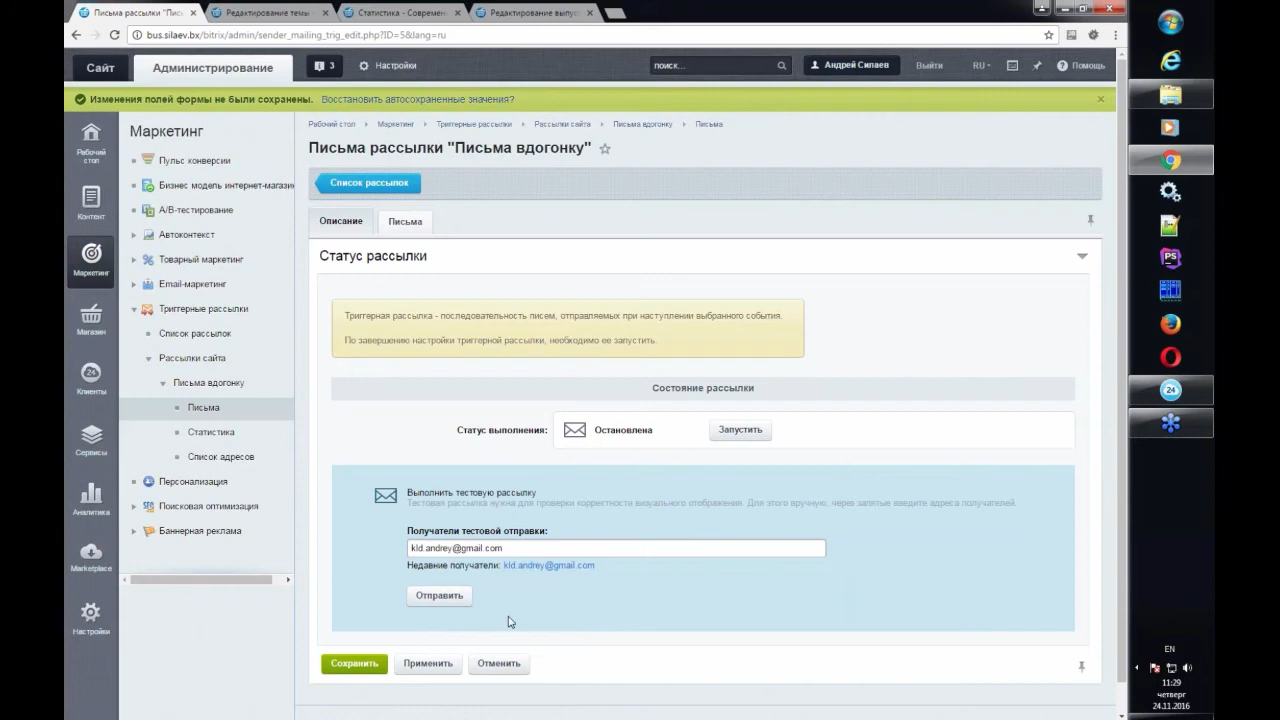 Письма рассылки "Пись
Редактирование темы
Статистика - Современн
Редактирование выпус
bus.silaev.bx/bitrix/admin/sender_mailing_trig_edit.php?ID=5&lang=ru
Сайт
Администрирование
3
Настройки
поиск...
Андрей Силаев
Выйти
RU
Помощь
Изменения полей формы не были сохранены. Восстановить автосохраненные значения?
Рабочий стол
Контент
Маркетинг
Магазин
24
Клиенты
Сервисы
Аналитика
Marketplace
Настройки
Маркетинг
Пульс конверсии
Бизнес модель интернет-магази
A/B-тестирование
Автоконтекст
Товарный маркетинг
Email-маркетинг
Триггерные рассылки
Список рассылок
Рассылки сайта
Письма вдогонку
Письма
Статистика
Список адресов
Персонализация
Поисковая оптимизация
Баннерная реклама
Рабочий стол
Маркетинг
Триггерные рассылки
Рассылки сайта
Письма вдогонку
Письма
Письма рассылки "Письма вдогонку"
Список рассылок
Описание
Письма
Статус рассылки
Триггерная рассылка - последовательность писем, отправляемых при наступлении выбранного события.
По завершению настройки триггерной рассылки, необходимо ее запустить.
Состояние рассылки
Статус выполнения:
Остановлена
Запустить
Выполнить тестовую рассылку
Тестовая рассылка нужна для проверки корректности визуального отображения. Для этого вручную, через запятые введите адреса получателей.
Получатели тестовой отправки:
kld.andrey@gmail.com
Недавние получатели: kld.andrey@gmail.com
Отправить
Сохранить
Применить
Отменить
PS
24
EN
11:29
четверг
24.11.2016